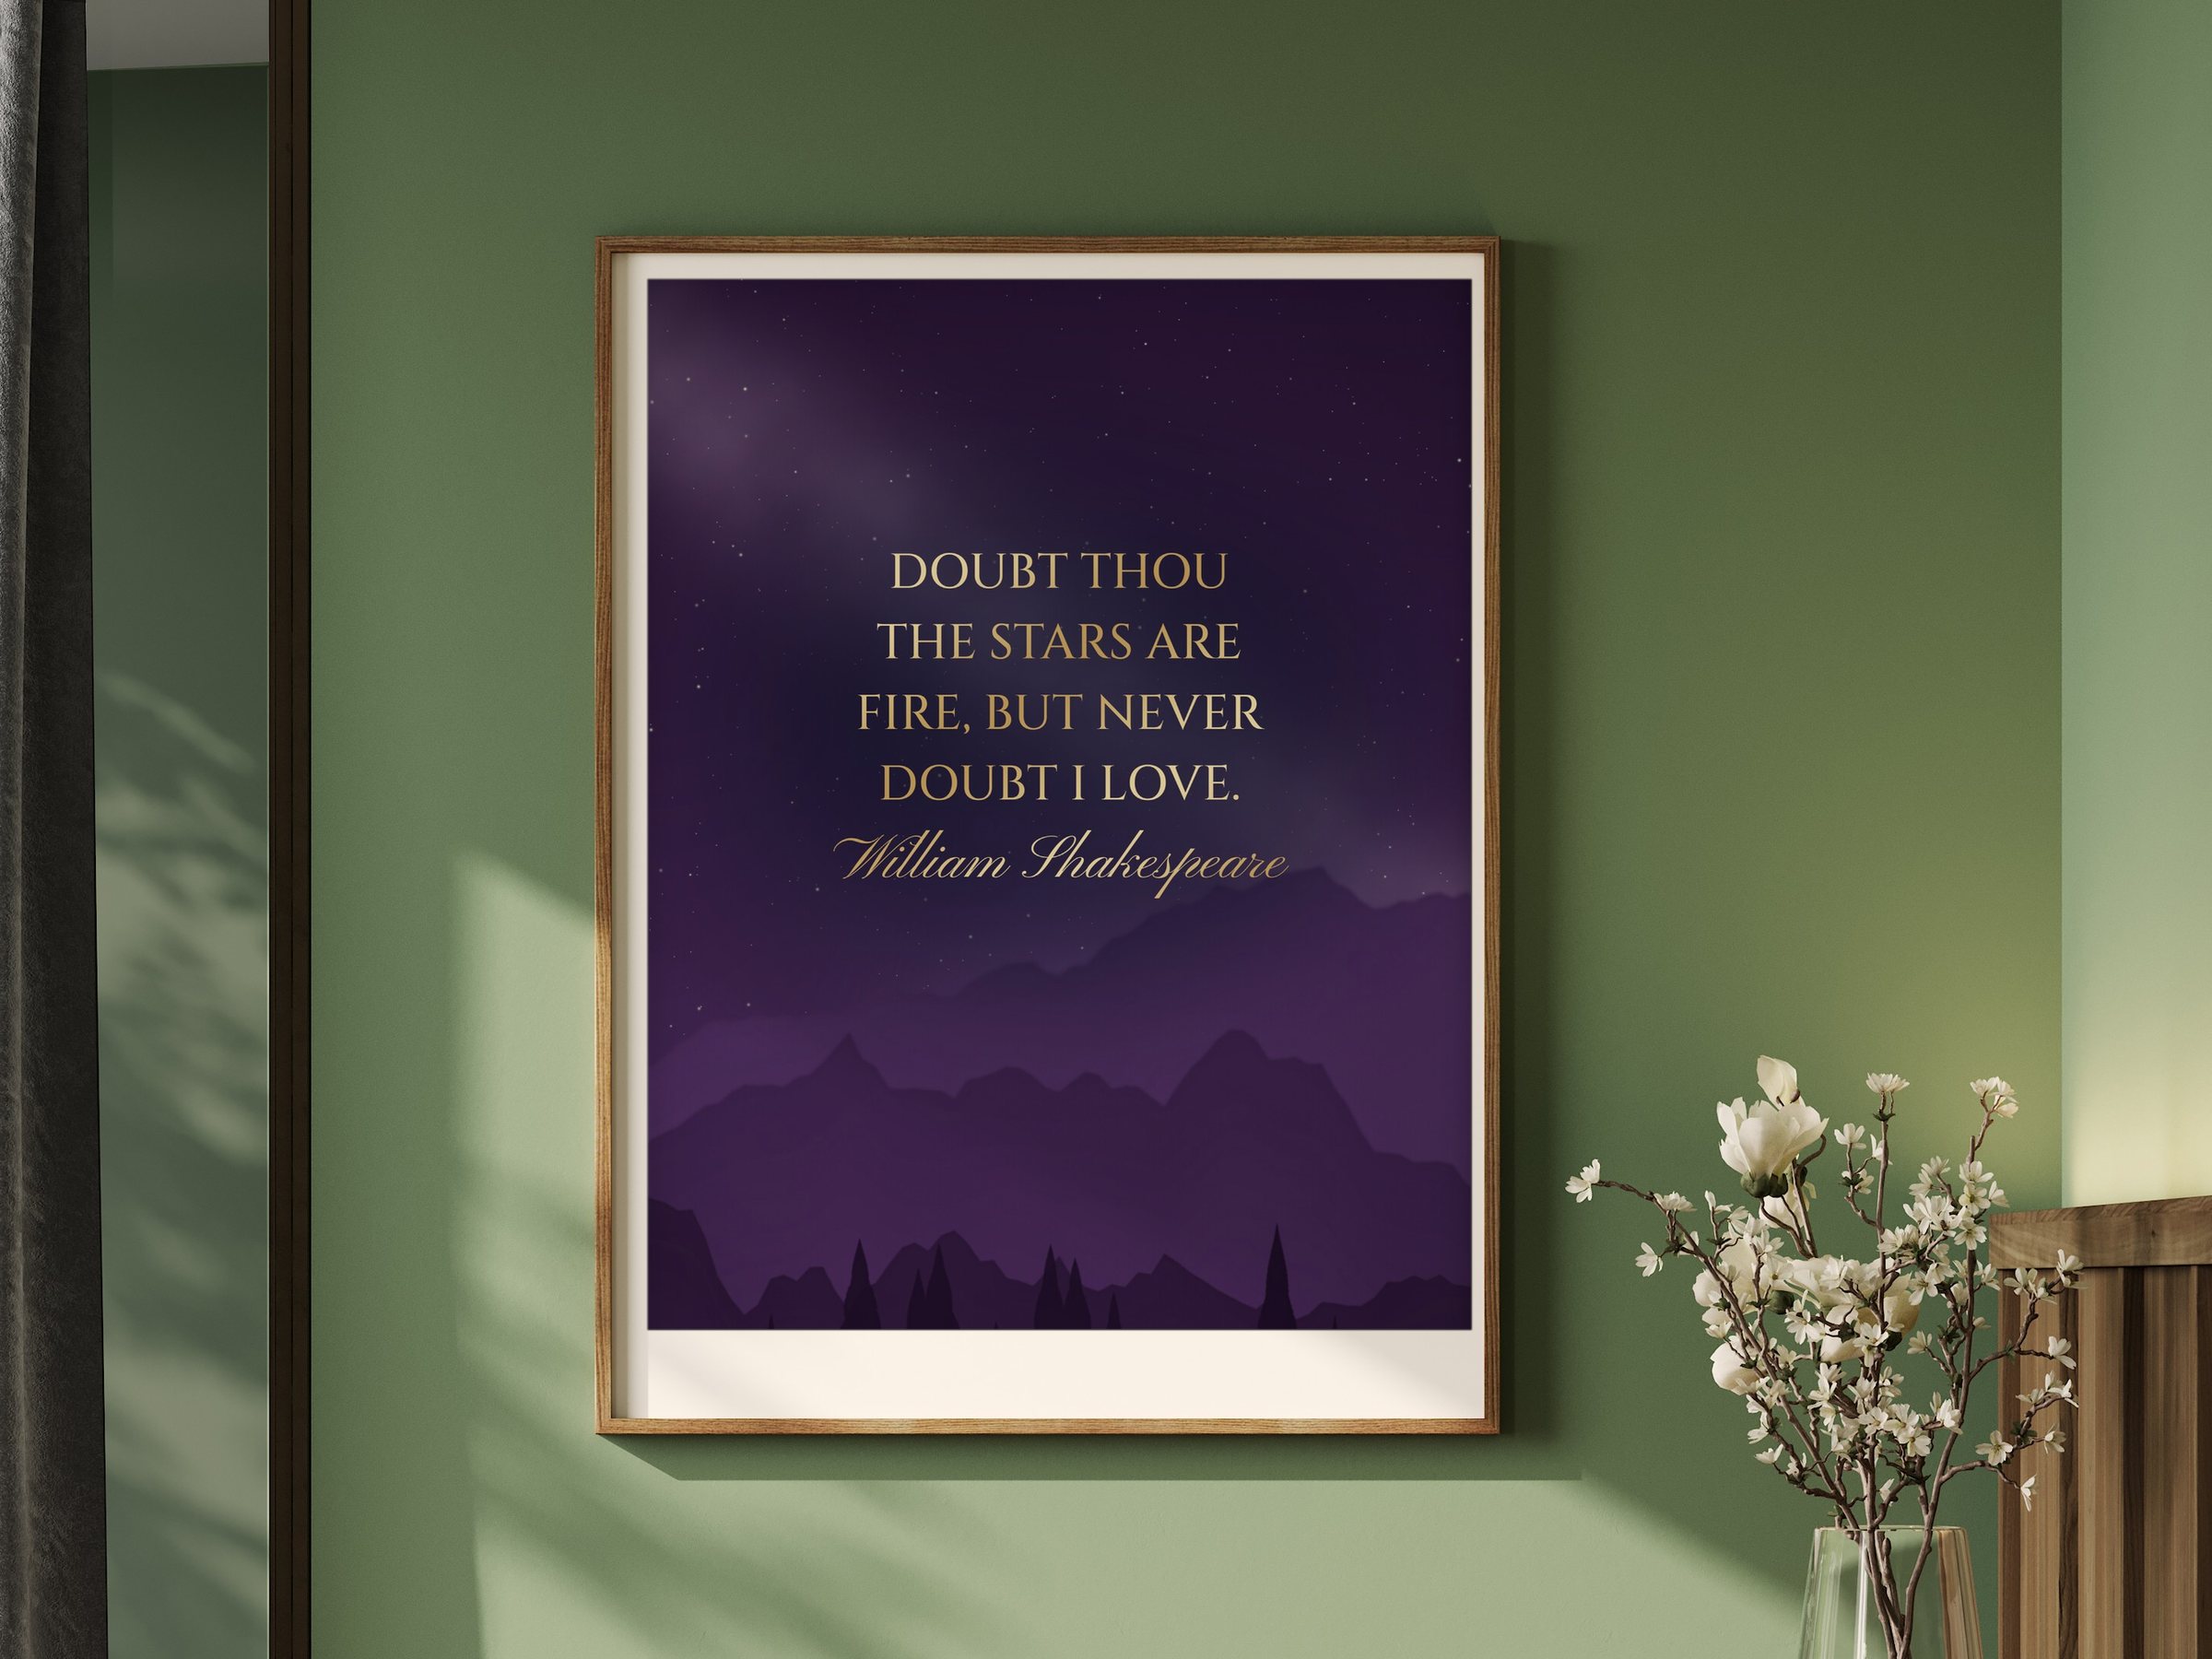 DOUBT THOU
THE STARS ARE
FIRE, BUT NEVER
DOUBT I LOVE.
William Shakespeare